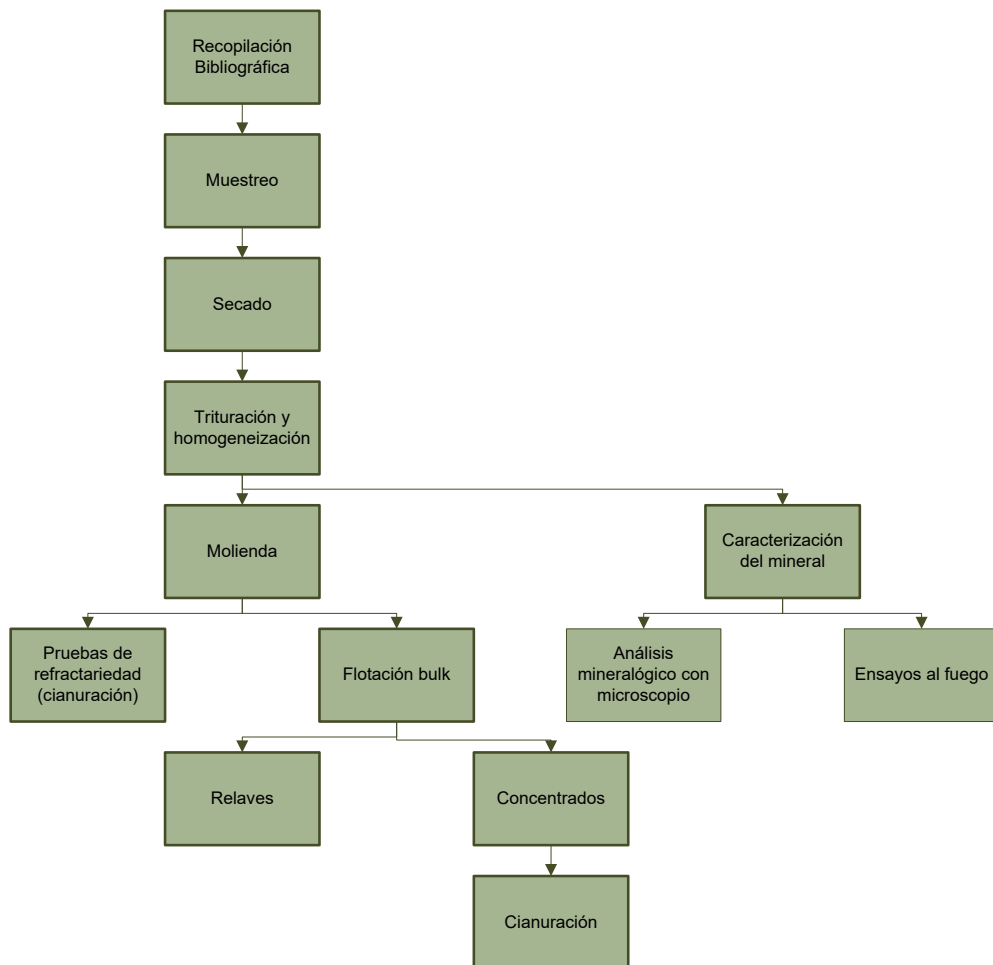 Recopilación
Bibliográfica
Muestreo
Secado
Trituración y
homogeneización
Molienda
Caracterización
del mineral
Pruebas de
refractariedad
(cianuración)
Flotación bulk
Análisis
mineralógico con
microscopio
Ensayos al fuego
Relaves
Concentrados
Cianuración